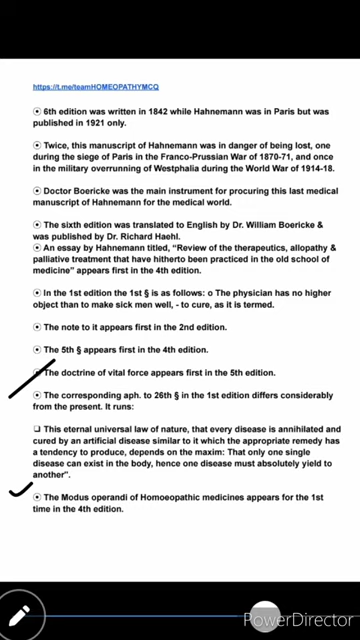 https://t.me/teamHOMEOPATHYMCQ
⦿ 6th edition was written in 1842 while Hahnemann was in Paris but was
published in 1921 only.
⦿ Twice, this manuscript of Hahnemann was in danger of being lost, one
during the siege of Paris in the Franco-Prussian War of 1870-71, and once
in the military overrunning of Westphalia during the World War of 1914-18.
⦿ Doctor Boericke was the main instrument for procuring this last medical
manuscript of Hahnemann for the medical world.
⦿ The sixth edition was translated to English by Dr. William Boericke &
was published by Dr. Richard Haehl.
⦿ An essay by Hahnemann titled, “Review of the therapeutics, allopathy &
palliative treatment that have hitherto been practiced in the old school of
medicine” appears first in the 4th edition.
⦿ In the 1st edition the 1st § is as follows: o The physician has no higher
object than to make sick men well, - to cure, as it is termed.
⦿ The note to it appears first in the 2nd edition.
⦿ The 5th § appears first in the 4th edition.
⦿ The doctrine of vital force appears first in the 5th edition.
⦿ The corresponding aph. to 26th § in the 1st edition differs considerably
from the present. It runs:
❑ This eternal universal law of nature, that every disease is annihilated and
cured by an artificial disease similar to it which the appropriate remedy has
a tendency to produce, depends on the maxim: That only one single
disease can exist in the body, hence one disease must absolutely yield to
another”.
⦿ The Modus operandi of Homoeopathic medicines appears for the 1st
time in the 4th edition.
PowerDirector